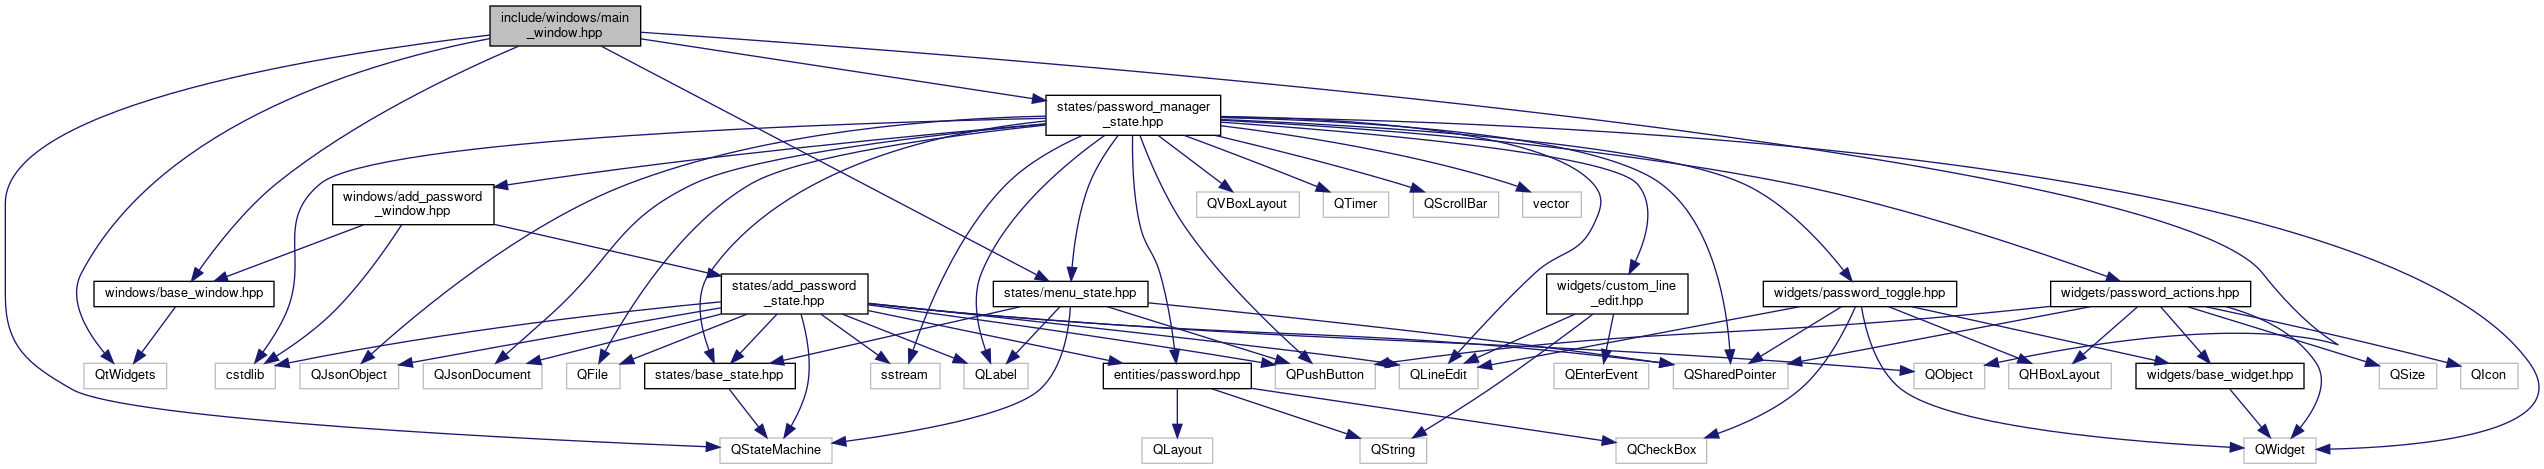 include/windows/main
_window.hpp
states/password_manager
_state.hpp
windows/add_password
_window.hpp
QVBoxLayout
QTimer
QScrollBar
vector
windows/base_window.hpp
states/add_password
_state.hpp
states/menu_state.hpp
widgets/custom_line
_edit.hpp
widgets/password_toggle.hpp
widgets/password_actions.hpp
QtWidgets
cstdlib
QJsonObject
QJsonDocument
QFile
states/base_state.hpp
sstream
QLabel
entities/password.hpp
QPushButton
QLineEdit
QEnterEvent
QSharedPointer
QObject
QHBoxLayout
widgets/base_widget.hpp
QSize
QIcon
QStateMachine
QLayout
QString
QCheckBox
QWidget